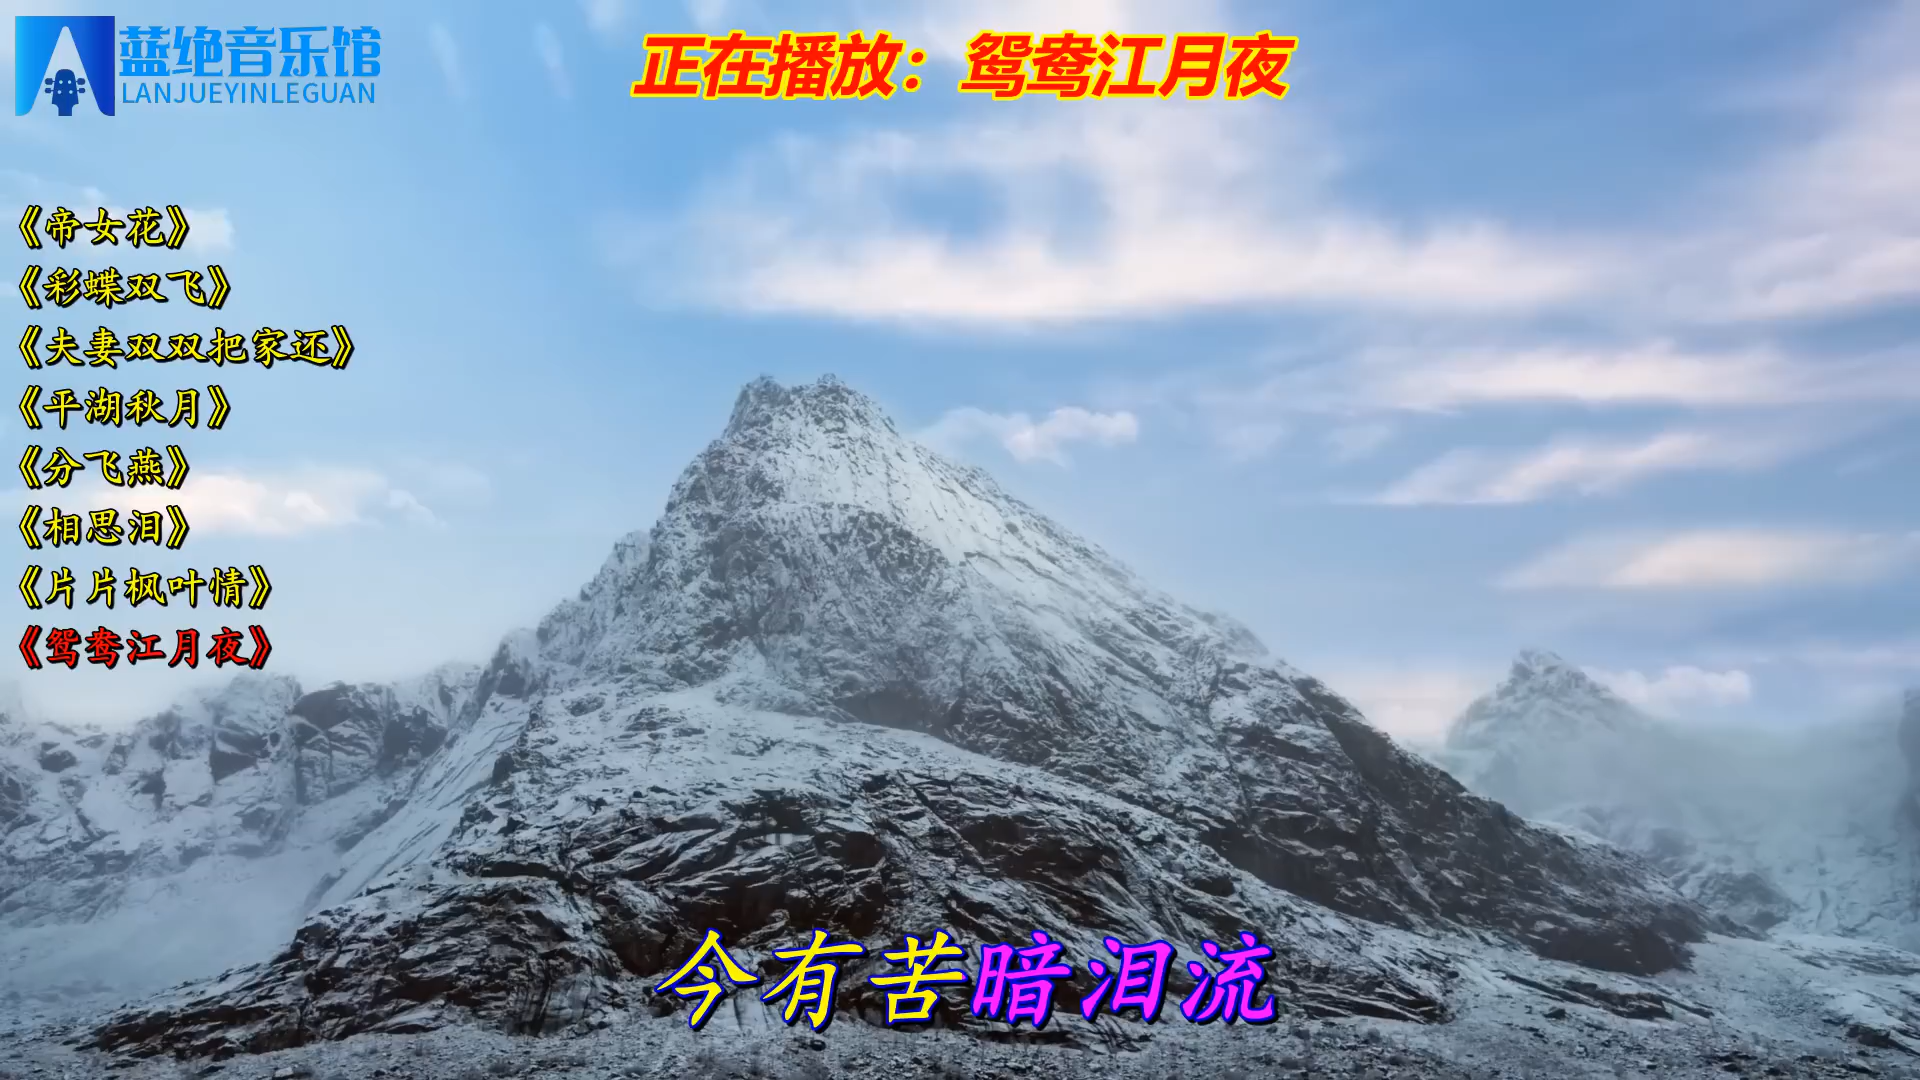 蓝绝音乐馆
LANJUEYINLEGUAN
正在播放：鸳鸯江月夜
《帝女花》
《彩蝶双飞》
《夫妻双双把家还》
《平湖秋月》
《分飞燕》
《相思泪》
《片片枫叶情》
《鸳鸯江月夜》
今有苦暗泪流